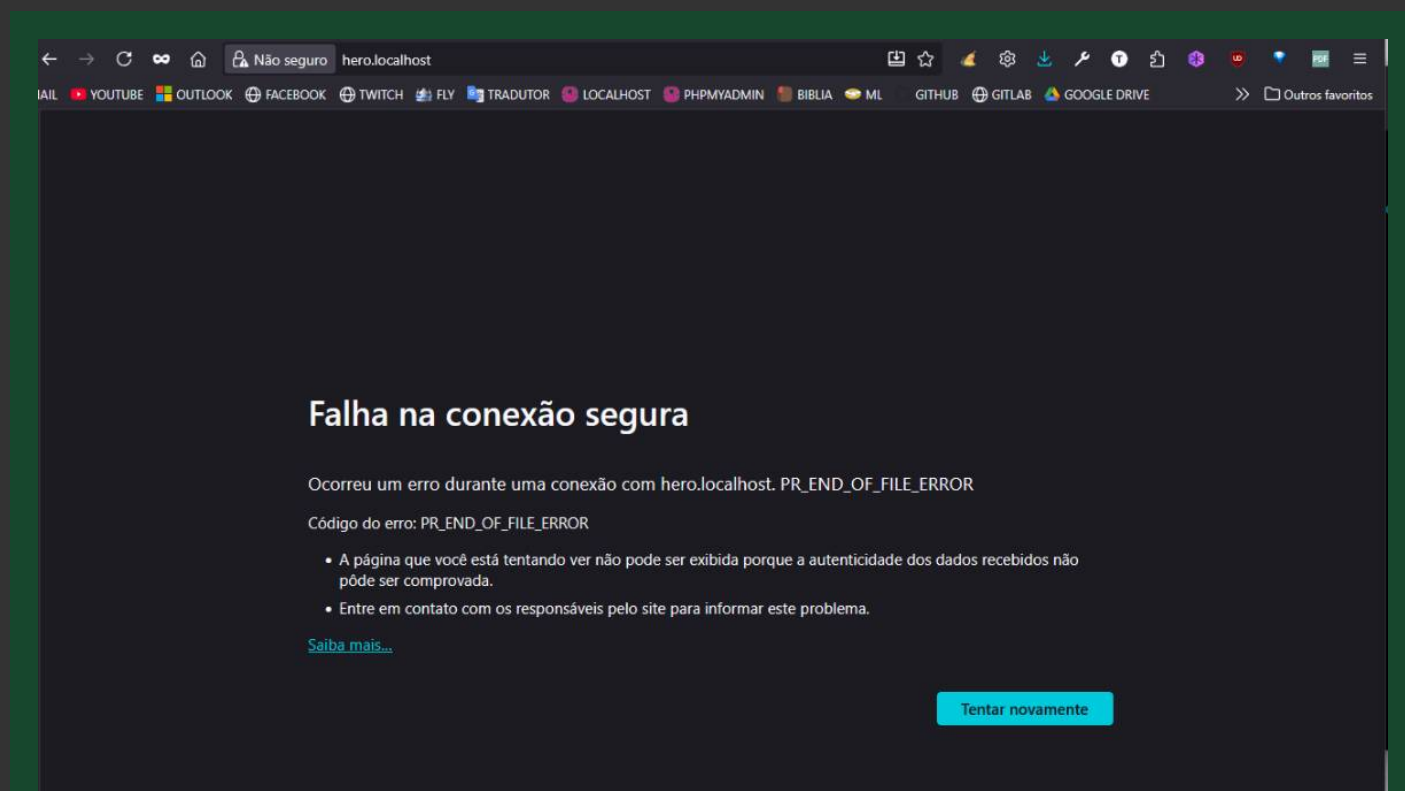 Não seguro hero.localhost
AIL YOUTUBE OUTLOOK FACEBOOK TWITCH FLY TRADUTOR LOCALHOST PHPMYADMIN BIBLIA ML GITHUB GITLAB GOOGLE DRIVE Outros favoritos
Falha na conexão segura
Ocorreu um erro durante uma conexão com hero.localhost. PR_END_OF_FILE_ERROR
Código do erro: PR_END_OF_FILE_ERROR
• A página que você está tentando ver não pode ser exibida porque a autenticidade dos dados recebidos não
pôde ser comprovada.
• Entre em contato com os responsáveis pelo site para informar este problema.
Saiba mais...
Tentar novamente